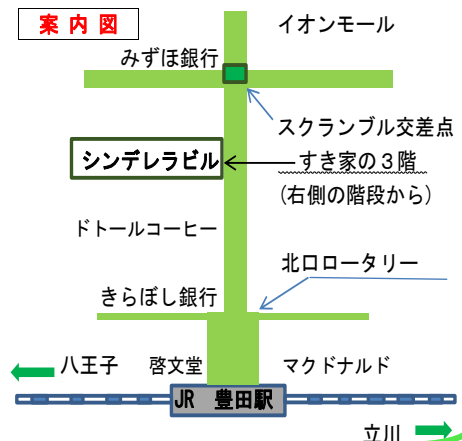 案内図
イオンモール
みずほ銀行
スクランブル交差点
シンデレラビル
すき家の３階
(右側の階段から)
ドトールコーヒー
北口ロータリー
きらぼし銀行
八王子
啓文堂
マクドナルド
JR 豊田駅
立川